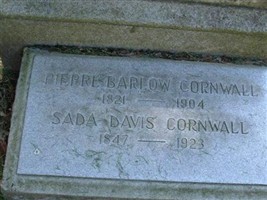 PIERRE BARLOW CORNWALL
1821 — 1904
SADA DAVIS CORNWALL
1847 — 1923